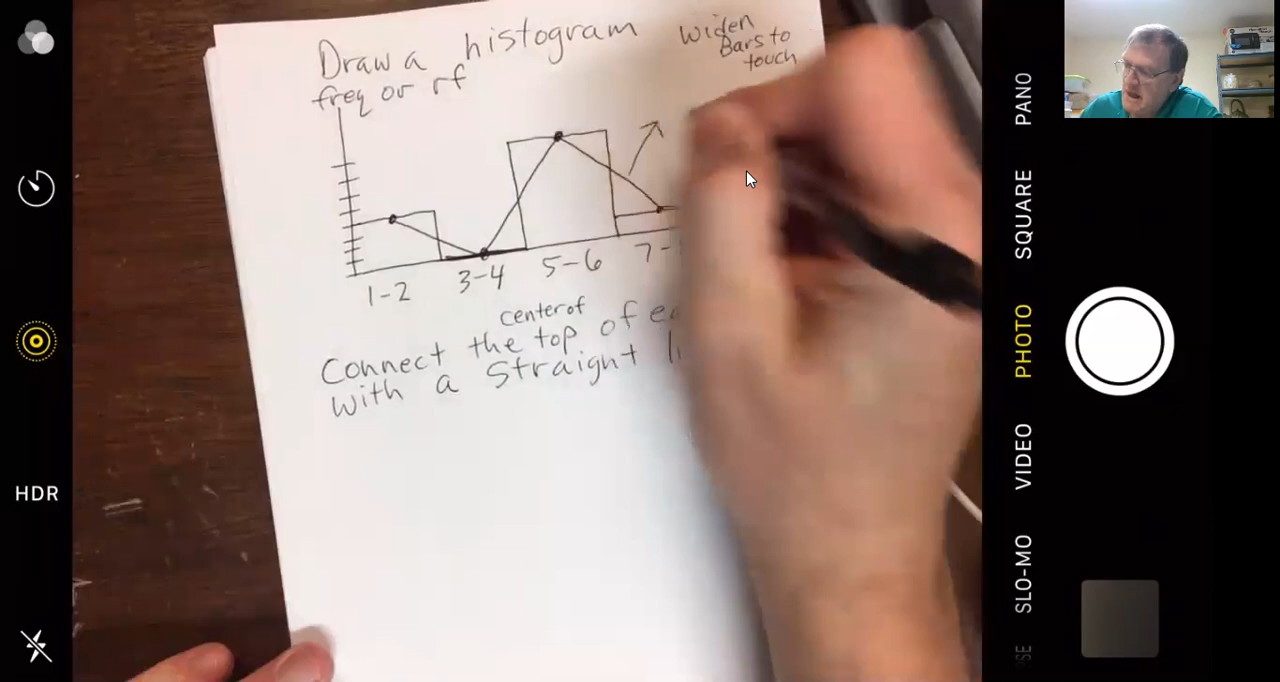 Draw a histogram
freq or rf
widen
Bars to
touch
1-2
3-4
5-6
7-
center of
Connect the top of
with a straight
HDR
PANO
SQUARE
PHOTO
VIDEO
SLO-MO